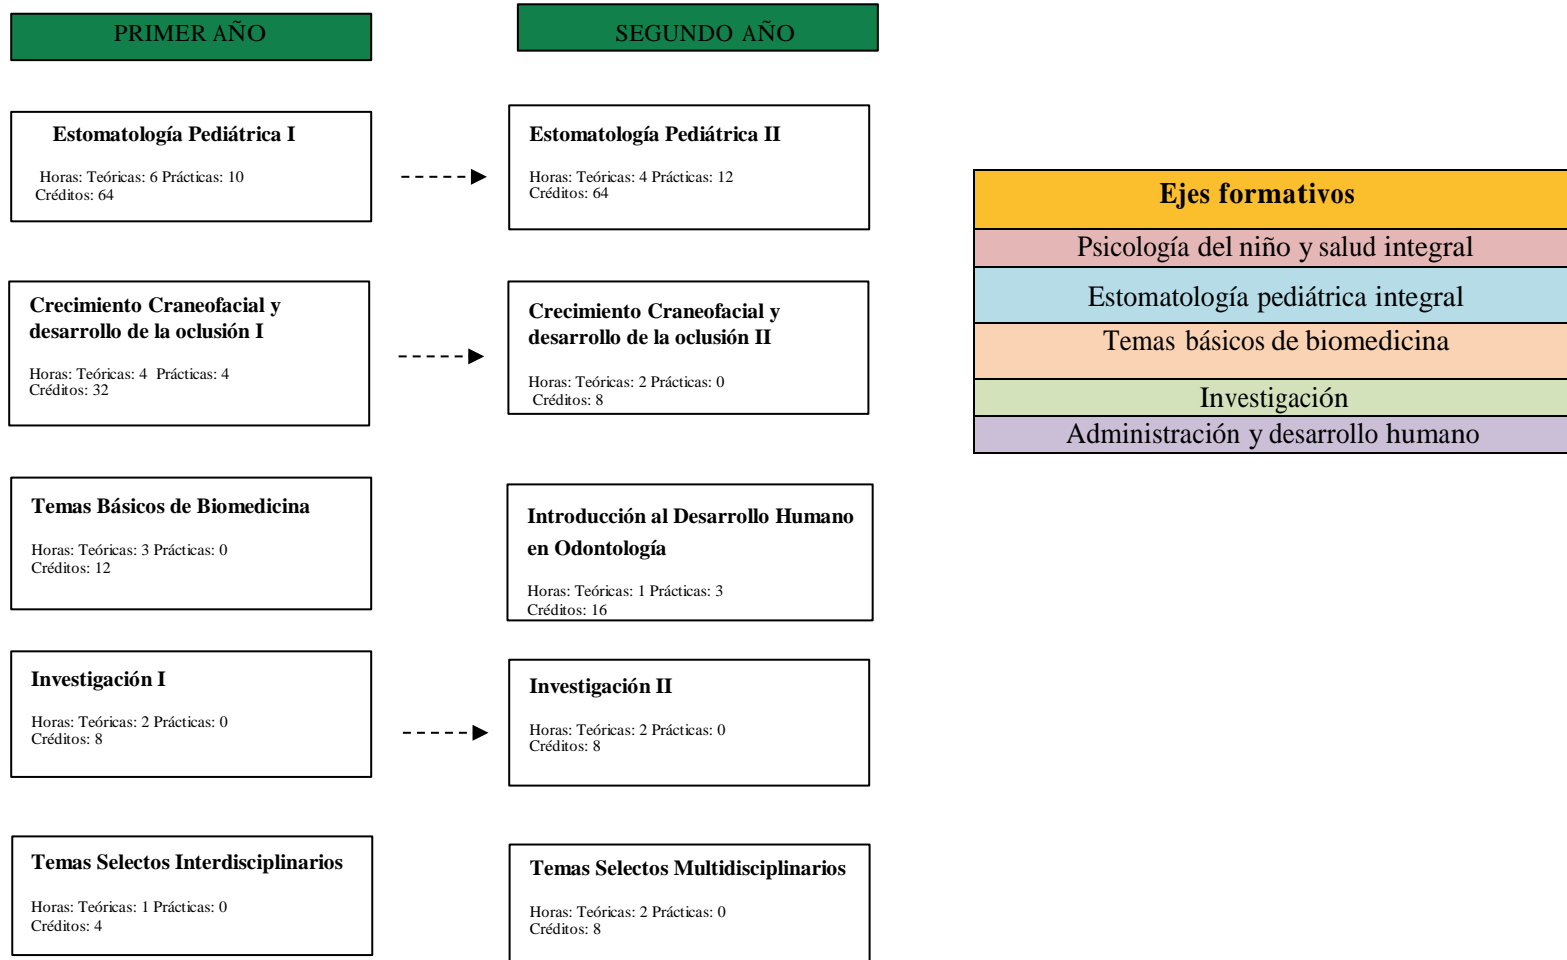 PRIMER AÑO
SEGUNDO AÑO
Estomatología Pediátrica I
Horas: Teóricas: 6 Prácticas: 10
Créditos: 64
Estomatología Pediátrica II
Horas: Teóricas: 4 Prácticas: 12
Créditos: 64
Crecimiento Craneofacial y
desarrollo de la oclusión I
Horas: Teóricas: 4 Prácticas: 4
Créditos: 32
Crecimiento Craneofacial y
desarrollo de la oclusión II
Horas: Teóricas: 2 Prácticas: 0
Créditos: 8
Temas Básicos de Biomedicina
Horas: Teóricas: 3 Prácticas: 0
Créditos: 12
Introducción al Desarrollo Humano
en Odontología
Horas: Teóricas: 1 Prácticas: 3
Créditos: 16
Investigación I
Horas: Teóricas: 2 Prácticas: 0
Créditos: 8
Investigación II
Horas: Teóricas: 2 Prácticas: 0
Créditos: 8
Temas Selectos Interdisciplinarios
Horas: Teóricas: 1 Prácticas: 0
Créditos: 4
Temas Selectos Multidisciplinarios
Horas: Teóricas: 2 Prácticas: 0
Créditos: 8
Ejes formativos
Psicología del niño y salud integral
Estomatología pediátrica integral
Temas básicos de biomedicina
Investigación
Administración y desarrollo humano